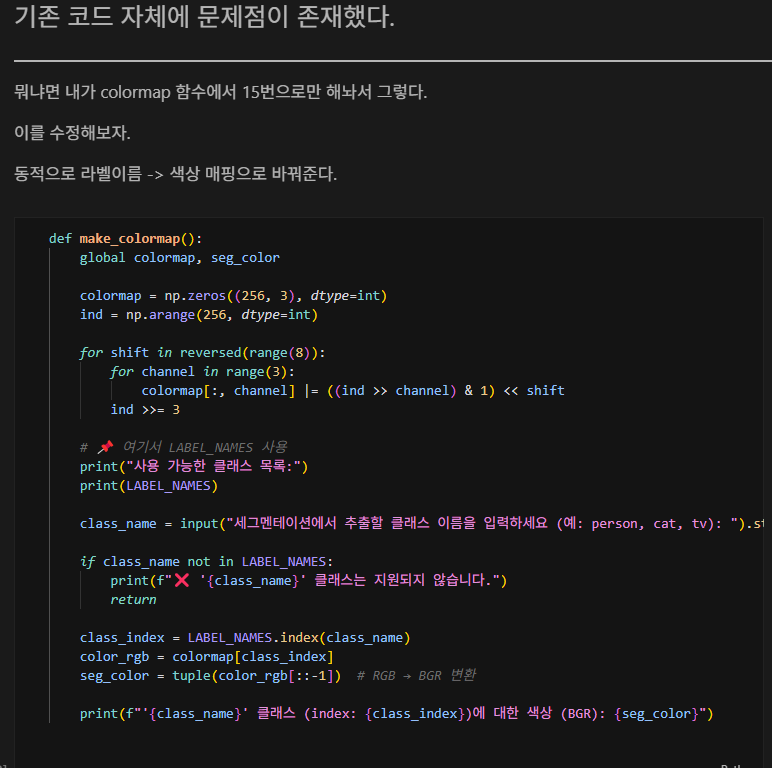 기존 코드 자체에 문제점이 존재했다.
뭐냐면 내가 colormap 함수에서 15번으로만 해놔서 그렇다.
이를 수정해보자.
동적으로 라벨이름 -> 색상 매핑으로 바꿔준다.
def make_colormap():
    global colormap, seg_color

    colormap = np.zeros((256, 3), dtype=int)
    ind = np.arange(256, dtype=int)

    for shift in reversed(range(8)):
        for channel in range(3):
            colormap[:, channel] |= ((ind >> channel) & 1) << shift
        ind >>= 3

    # 📌 여기서 LABEL_NAMES 사용
    print("사용 가능한 클래스 목록:")
    print(LABEL_NAMES)

    class_name = input("세그멘테이션에서 추출할 클래스 이름을 입력하세요 (예: person, cat, tv): ").st

    if class_name not in LABEL_NAMES:
        print(f"❌ '{class_name}' 클래스는 지원되지 않습니다.")
        return

    class_index = LABEL_NAMES.index(class_name)
    color_rgb = colormap[class_index]
    seg_color = tuple(color_rgb[::-1])  # RGB → BGR 변환

    print(f"'{class_name}' 클래스 (index: {class_index})에 대한 색상 (BGR): {seg_color}")